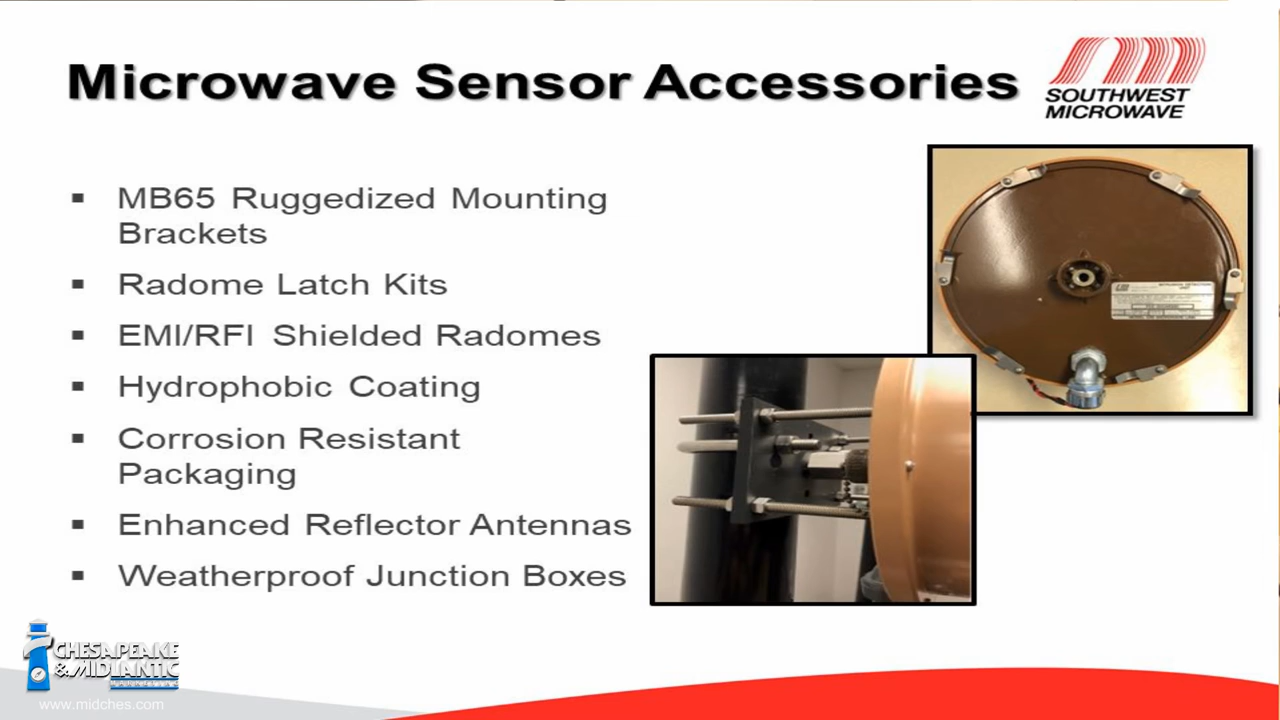 Microwave Sensor Accessories
SOUTHWEST
MICROWAVE
▪ MB65 Ruggedized Mounting
Brackets
▪ Radome Latch Kits
▪ EMI/RFI Shielded Radomes
▪ Hydrophobic Coating
▪ Corrosion Resistant
Packaging
▪ Enhanced Reflector Antennas
▪ Weatherproof Junction Boxes
CHESAPEAKE
& MIDLANTIC
www.midches.com